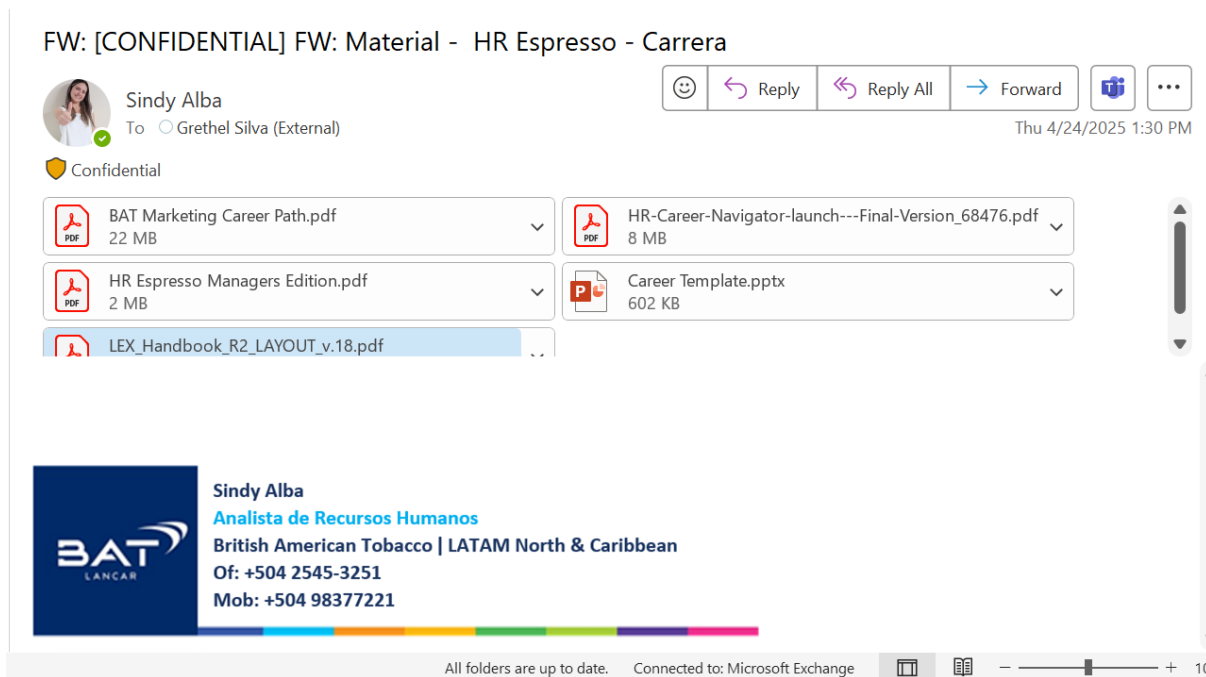 FW: [CONFIDENTIAL] FW: Material -  HR Espresso - Carrera
Sindy Alba
To Grethel Silva (External)
Reply
Reply All
Forward
Thu 4/24/2025 1:30 PM
Confidential
BAT Marketing Career Path.pdf
22 MB
HR-Career-Navigator-launch---Final-Version_68476.pdf
8 MB
HR Espresso Managers Edition.pdf
2 MB
Career Template.pptx
602 KB
LEX_Handbook_R2_LAYOUT_v.18.pdf
BAT
LANCAR
Sindy Alba
Analista de Recursos Humanos
British American Tobacco | LATAM North & Caribbean
Of: +504 2545-3251
Mob: +504 98377221
All folders are up to date.
Connected to: Microsoft Exchange
10